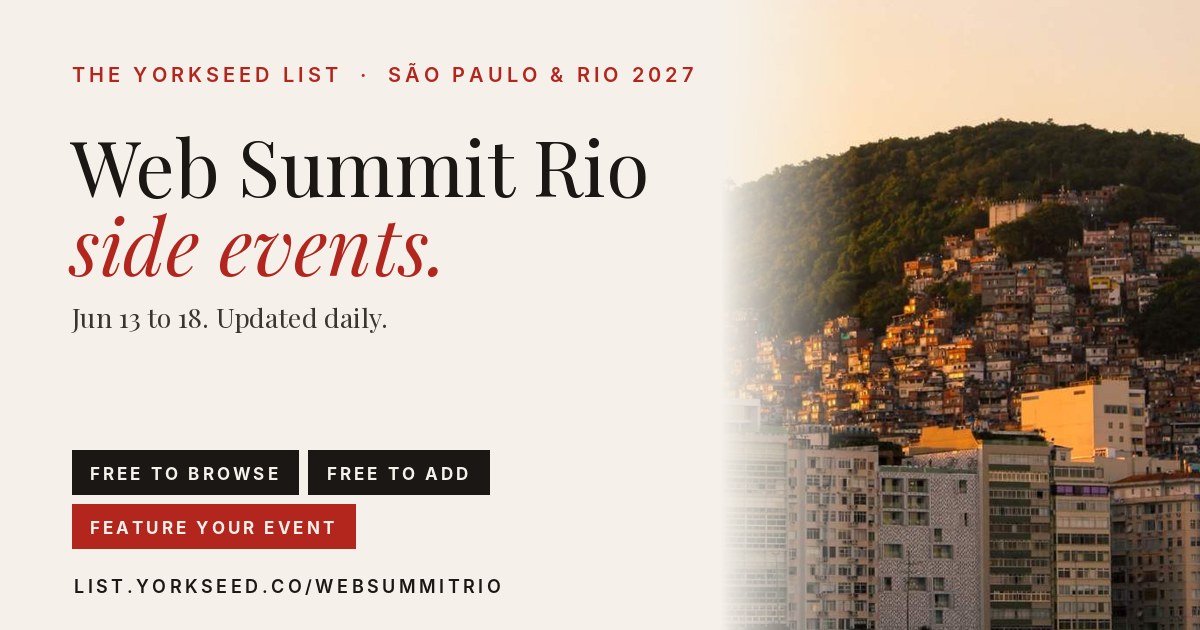 THE YORKSEED LIST · SÃO PAULO & RIO 2027
Web Summit Rio
side events.
Jun 13 to 18. Updated daily.
FREE TO BROWSE
FREE TO ADD
FEATURE YOUR EVENT
LIST.YORKSEED.CO/WEBSUMMITRIO